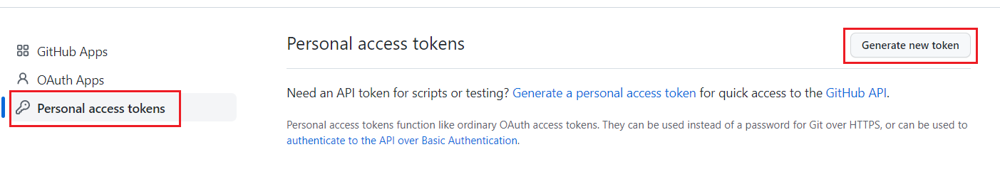 GitHub Apps
OAuth Apps
Personal access tokens
Personal access tokens
Generate new token
Need an API token for scripts or testing? Generate a personal access token for quick access to the GitHub API.
Personal access tokens function like ordinary OAuth access tokens. They can be used instead of a password for Git over HTTPS, or can be used to
authenticate to the API over Basic Authentication.